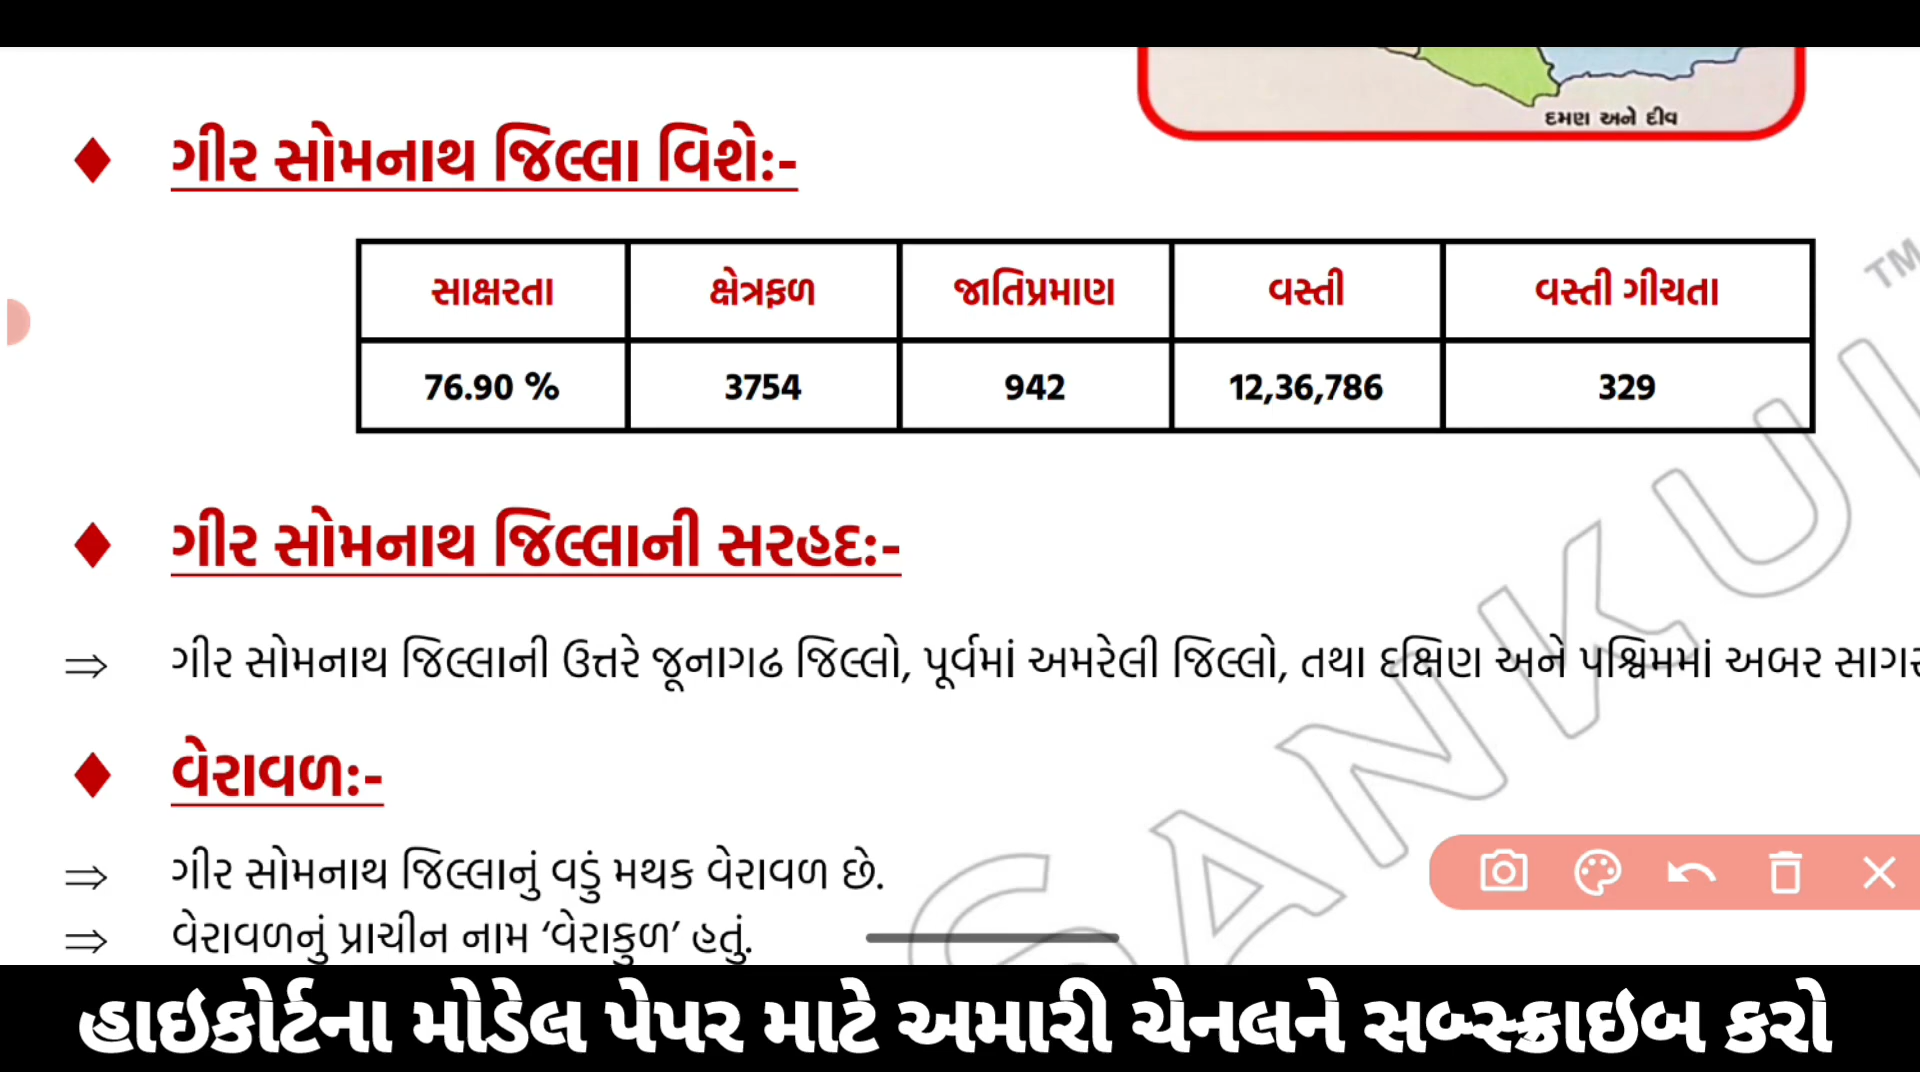 દમણ અને દીવ
ગીર સોમનાથ જિલ્લા વિશે:-
સાક્ષરતા ક્ષેત્રફળ જાતિપ્રમાણ વસ્તી વસ્તી ગીચતા
76.90 % 3754 942 12,36,786 329
ગીર સોમનાથ જિલ્લાની સરહદ:-
⇒ ગીર સોમનાથ જિલ્લાની ઉત્તરે જૂનાગઢ જિલ્લો, પૂર્વમાં અમરેલી જિલ્લો, તથા દક્ષિણ અને પશ્ચિમમાં અબર સાગર
વેરાવળ:-
⇒ ગીર સોમનાથ જિલ્લાનું વડું મથક વેરાવળ છે.
⇒ વેરાવળનું પ્રાચીન નામ ‘વેરાકુળ’ હતું.
SANKUL TM
હાઇકોર્ટના મોડેલ પેપર માટે અમારી ચેનલને સબ્સ્ક્રાઇબ કરો